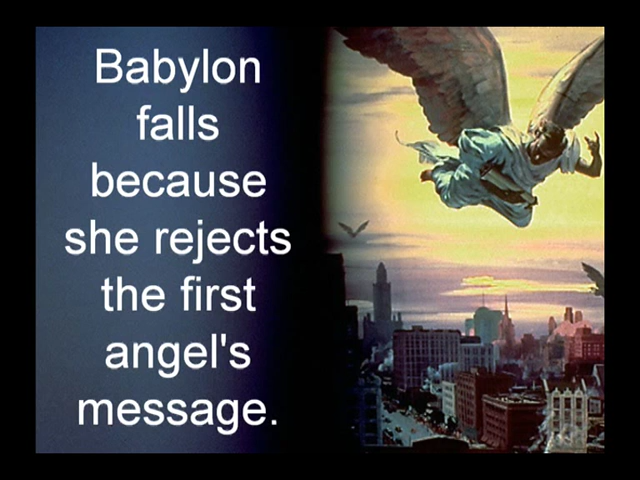 Babylon
falls
because
she rejects
the first
angel's
message.